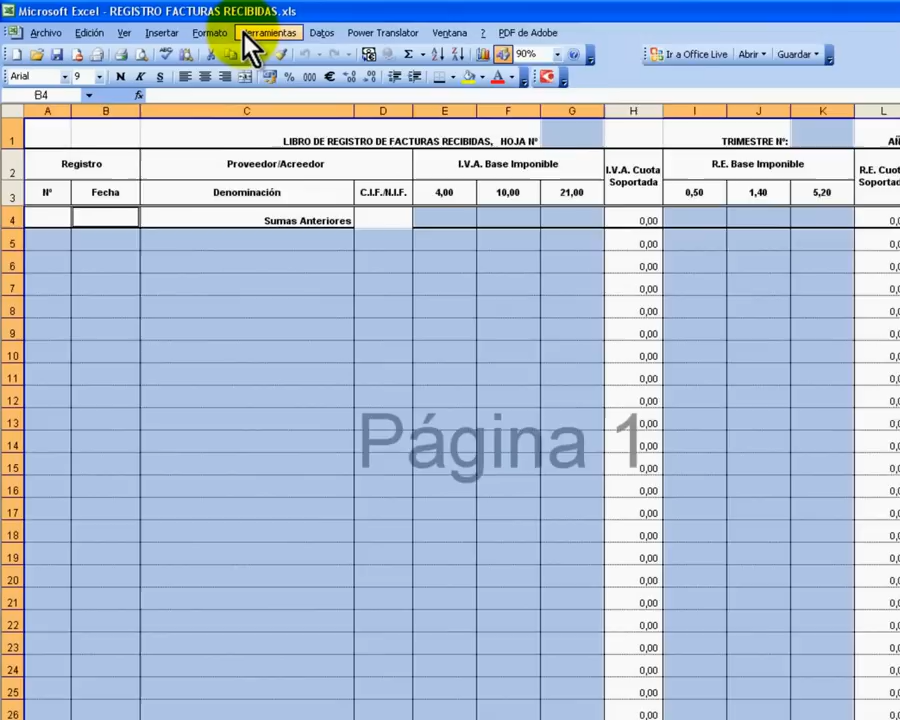 Microsoft Excel - REGISTRO FACTURAS RECIBIDAS.xls
Archivo Edición Ver Insertar Formato Herramientas Datos Power Translator Ventana ? PDF de Adobe
Σ 90% Ir a Office Live Abrir Guardar
Arial 9 N K S % 000 €
B4 fx
A B C D E F G H I J K L
1 LIBRO DE REGISTRO DE FACTURAS RECIBIDAS, HOJA Nº TRIMESTRE Nº:
2 Registro Proveedor/Acreedor I.V.A. Base Imponible I.V.A. Cuota Soportada R.E. Base Imponible
3 Nº Fecha Denominación C.I.F./N.I.F. 4,00 10,00 21,00 0,50 1,40 5,20
4 Sumas Anteriores 0,00
5 0,00
6 0,00
7 0,00
8 0,00
9 0,00
10 0,00
11 0,00
12 0,00
13 0,00
14 0,00
15 0,00
16 0,00
17 0,00
18 0,00
19 0,00
20 0,00
21 0,00
22 0,00
23 0,00
24 0,00
25 0,00
26 0,00
Página 1